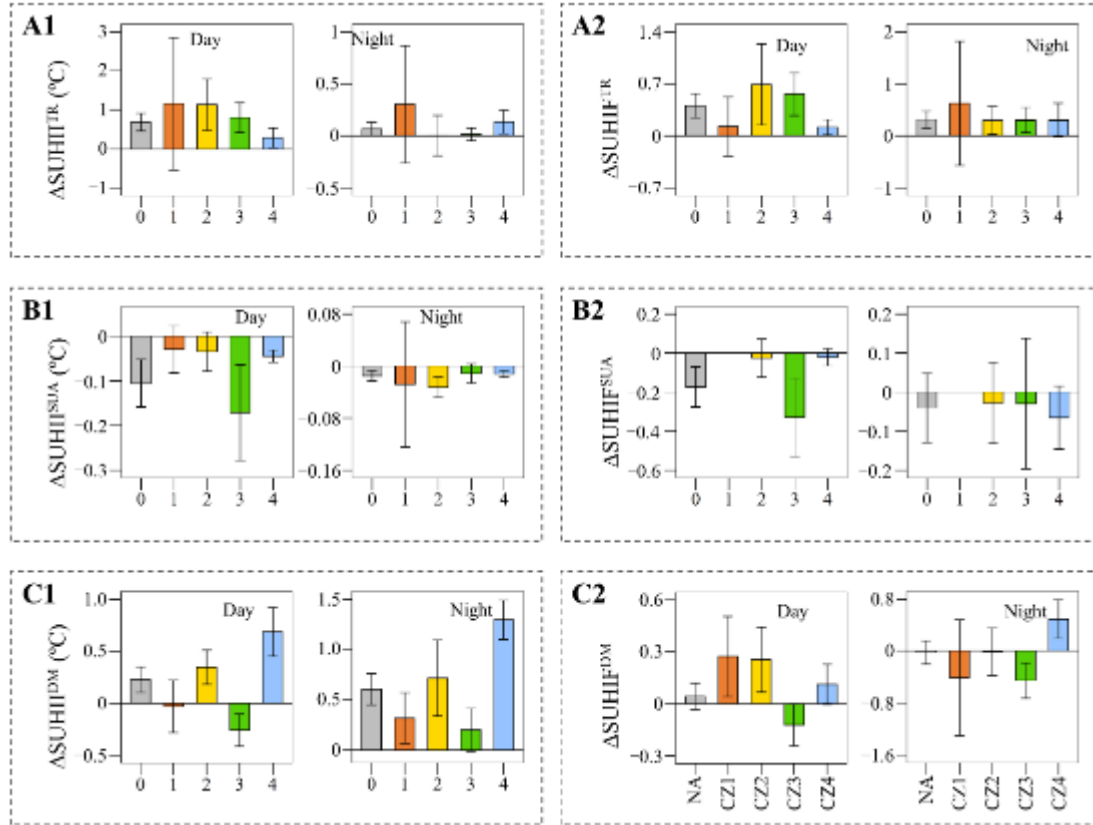 A1
ΔSUHII^TR (ºC)
3
2
1
0
−1
Day
0 1 2 3 4
1
0.5
0
−0.5
Night
0 1 2 3 4
A2
ΔSUHIF^TR
1.4
0.7
0
−0.7
Day
0 1 2 3 4
2
1
0
−1
Night
0 1 2 3 4
B1
ΔSUHII^SUA (ºC)
0
−0.1
−0.2
−0.3
Day
0 1 2 3 4
0.08
0
−0.08
−0.16
Night
0 1 2 3 4
B2
ΔSUHIF^SUA
0.2
0
0.2
−0.4
−0.6
0 1 2 3 4
0.2
0.1
0.0
−0.1
−0.2
0 1 2 3 4
C1
ΔSUHII^DM (ºC)
1.0
0.5
0
−0.5
Day
0 1 2 3 4
1.5
1.0
0.5
0
Night
0 1 2 3 4
C2
ΔSUHIF^DM
0.6
0.3
0.0
−0.3
Day
NA CZ1 CZ2 CZ3 CZ4
0.8
0
−0.8
−1.6
Night
NA CZ1 CZ2 CZ3 CZ4